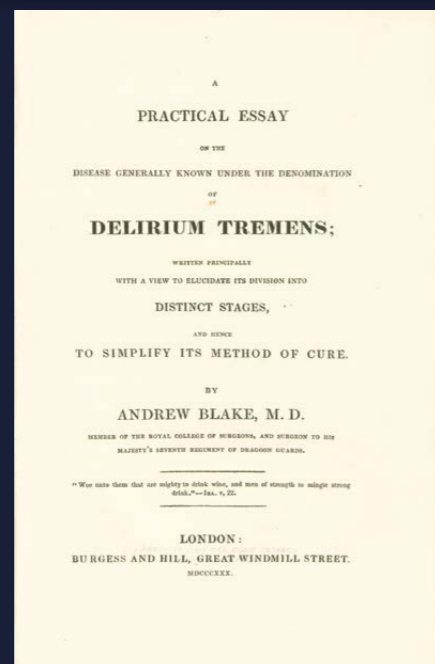 A
PRACTICAL ESSAY
ON THE
DISEASE GENERALLY KNOWN UNDER THE DENOMINATION
OF
DELIRIUM TREMENS;
WRITTEN PRINCIPALLY
WITH A VIEW TO ELUCIDATE ITS DIVISION INTO
DISTINCT STAGES,
AND HENCE
TO SIMPLIFY ITS METHOD OF CURE.
BY
ANDREW BLAKE, M. D.
MEMBER OF THE ROYAL COLLEGE OF SURGEONS, AND SURGEON TO HIS
MAJESTY'S SEVENTH REGIMENT OF DRAGOON GUARDS.
"Woe unto them that are mighty to drink wine, and men of strength to mingle strong
drink."—Isa. v, 22.
LONDON:
BURGESS AND HILL, GREAT WINDMILL STREET.
MDCCCXXX.